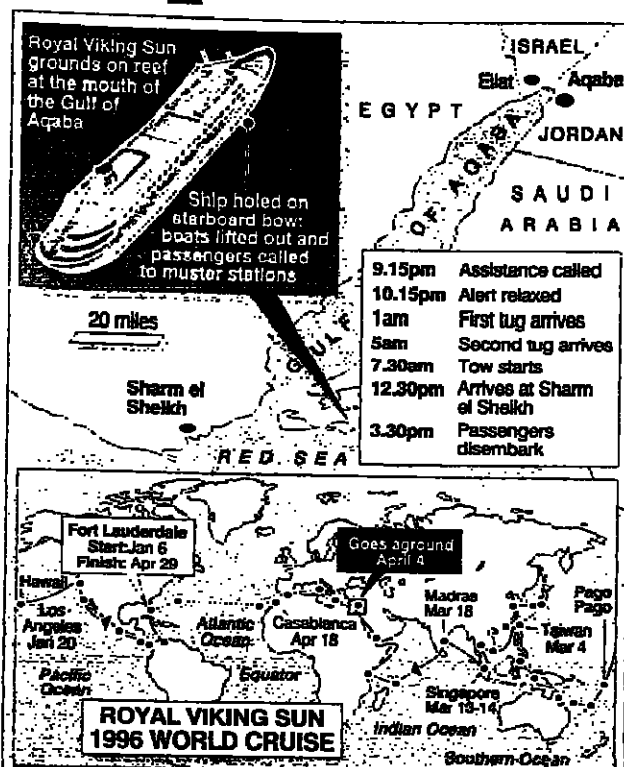 Royal Viking Sun
grounds on reef
at the mouth of
the Gulf of
Aqaba
Ship holed on
starboard bow:
boats lifted out and
passengers called
to muster stations
ISRAEL
Eilat
Aqaba
EGYPT
JORDAN
SAUDI
ARABIA
GULF OF AQABA
20 miles
Sharm el
Sheikh
RED SEA
9.15pm Assistance called
10.15pm Alert relaxed
1am First tug arrives
5am Second tug arrives
7.30am Tow starts
12.30pm Arrives at Sharm
el Sheikh
3.30pm Passengers
disembark
Fort Lauderdale
Start: Jan 6
Finish: Apr 29
Goes aground
April 4
Hawaii
Los
Angeles
Jan 20
Atlantic
Ocean
Casablanca
Apr 18
Madras
Mar 18
Pago
Pago
Taiwan
Mar 4
Pacific
Ocean
Equator
Singapore
Mar 13-14
Indian Ocean
Southern Ocean
ROYAL VIKING SUN
1996 WORLD CRUISE